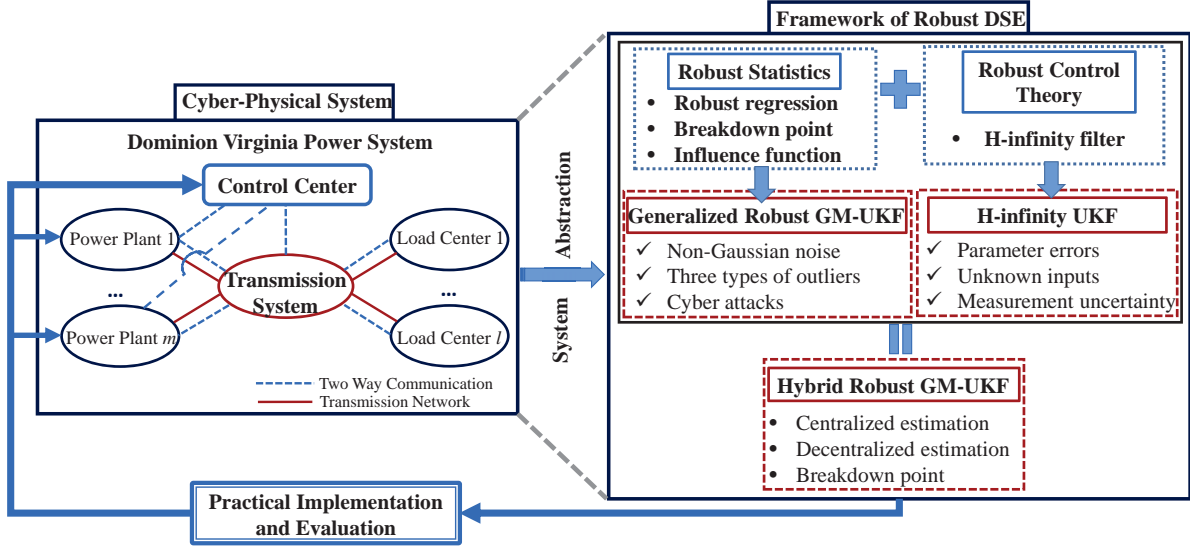 Framework of Robust DSE
Cyber-Physical System
Dominion Virginia Power System
Control Center
Power Plant 1
...
Power Plant m
Transmission
System
Load Center 1
...
Load Center l
Two Way Communication
Transmission Network
System Abstraction
Robust Statistics
• Robust regression
• Breakdown point
• Influence function
Robust Control
Theory
• H-infinity filter
Generalized Robust GM-UKF
✓ Non-Gaussian noise
✓ Three types of outliers
✓ Cyber attacks
H-infinity UKF
✓ Parameter errors
✓ Unknown inputs
✓ Measurement uncertainty
Hybrid Robust GM-UKF
• Centralized estimation
• Decentralized estimation
• Breakdown point
Practical Implementation
and Evaluation